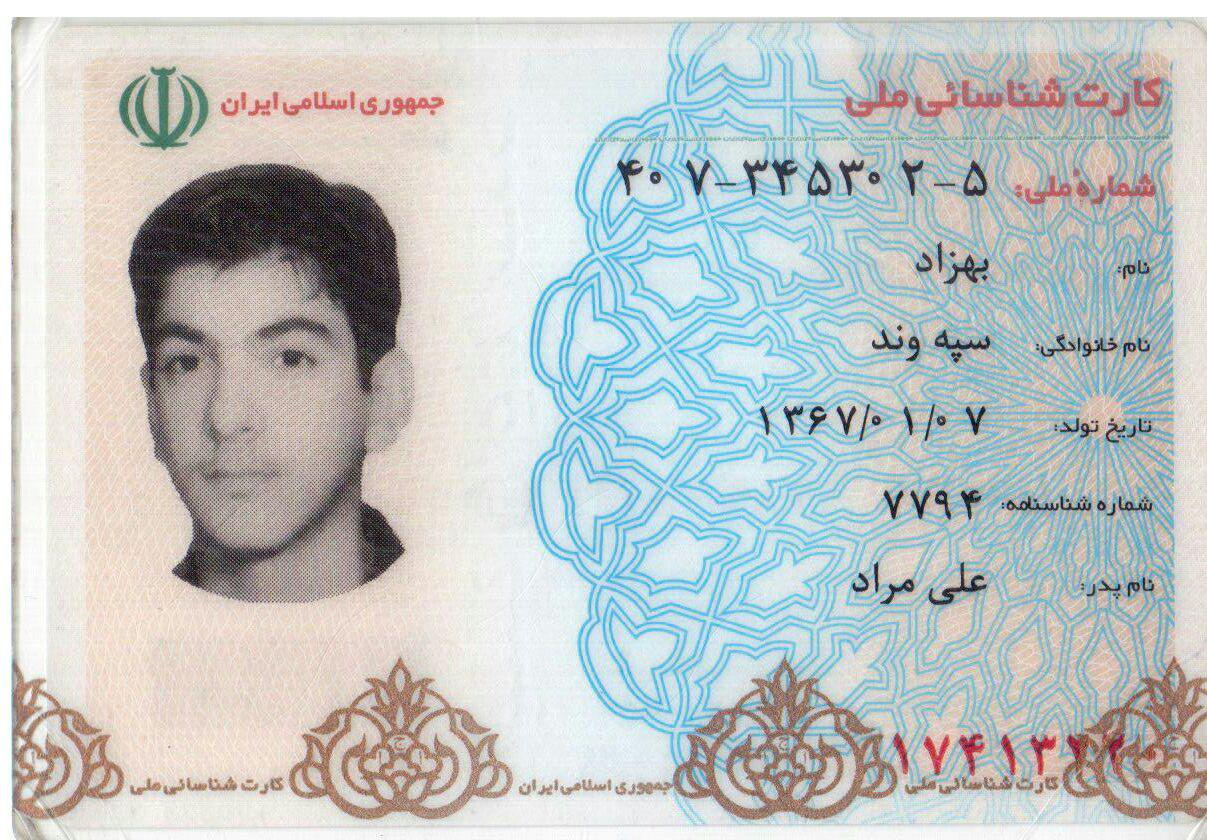 کارت شناسائی ملی
جمهوری اسلامی ایران
شماره ملی: ۴۰۷-۳۴۵۳۰۲-۵
نام: بهزاد
نام خانوادگی: سپه وند
تاریخ تولد: ۱۳۶۷/۰۱/۰۷
شماره شناسنامه: ۷۷۹۴
نام پدر: علی مراد
کارت شناسائی ملی
جمهوری اسلامی ایران
کارت شناسائی ملی